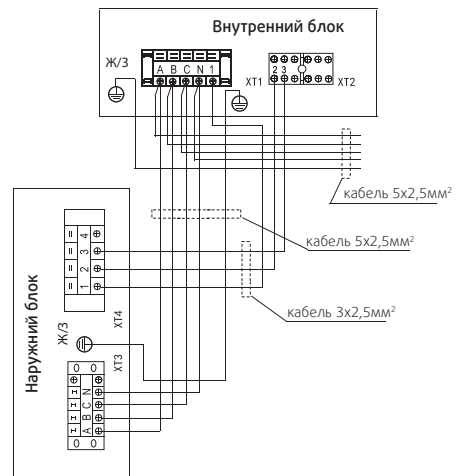 Внутренний блок
Ж/З
A B C N 1
XT1
2 3
XT2
кабель 5х2,5мм²
кабель 5х2,5мм²
кабель 3х2,5мм²
Наружний блок
4
3
2
1
XT4
Ж/З
XT3
N
C
B
A